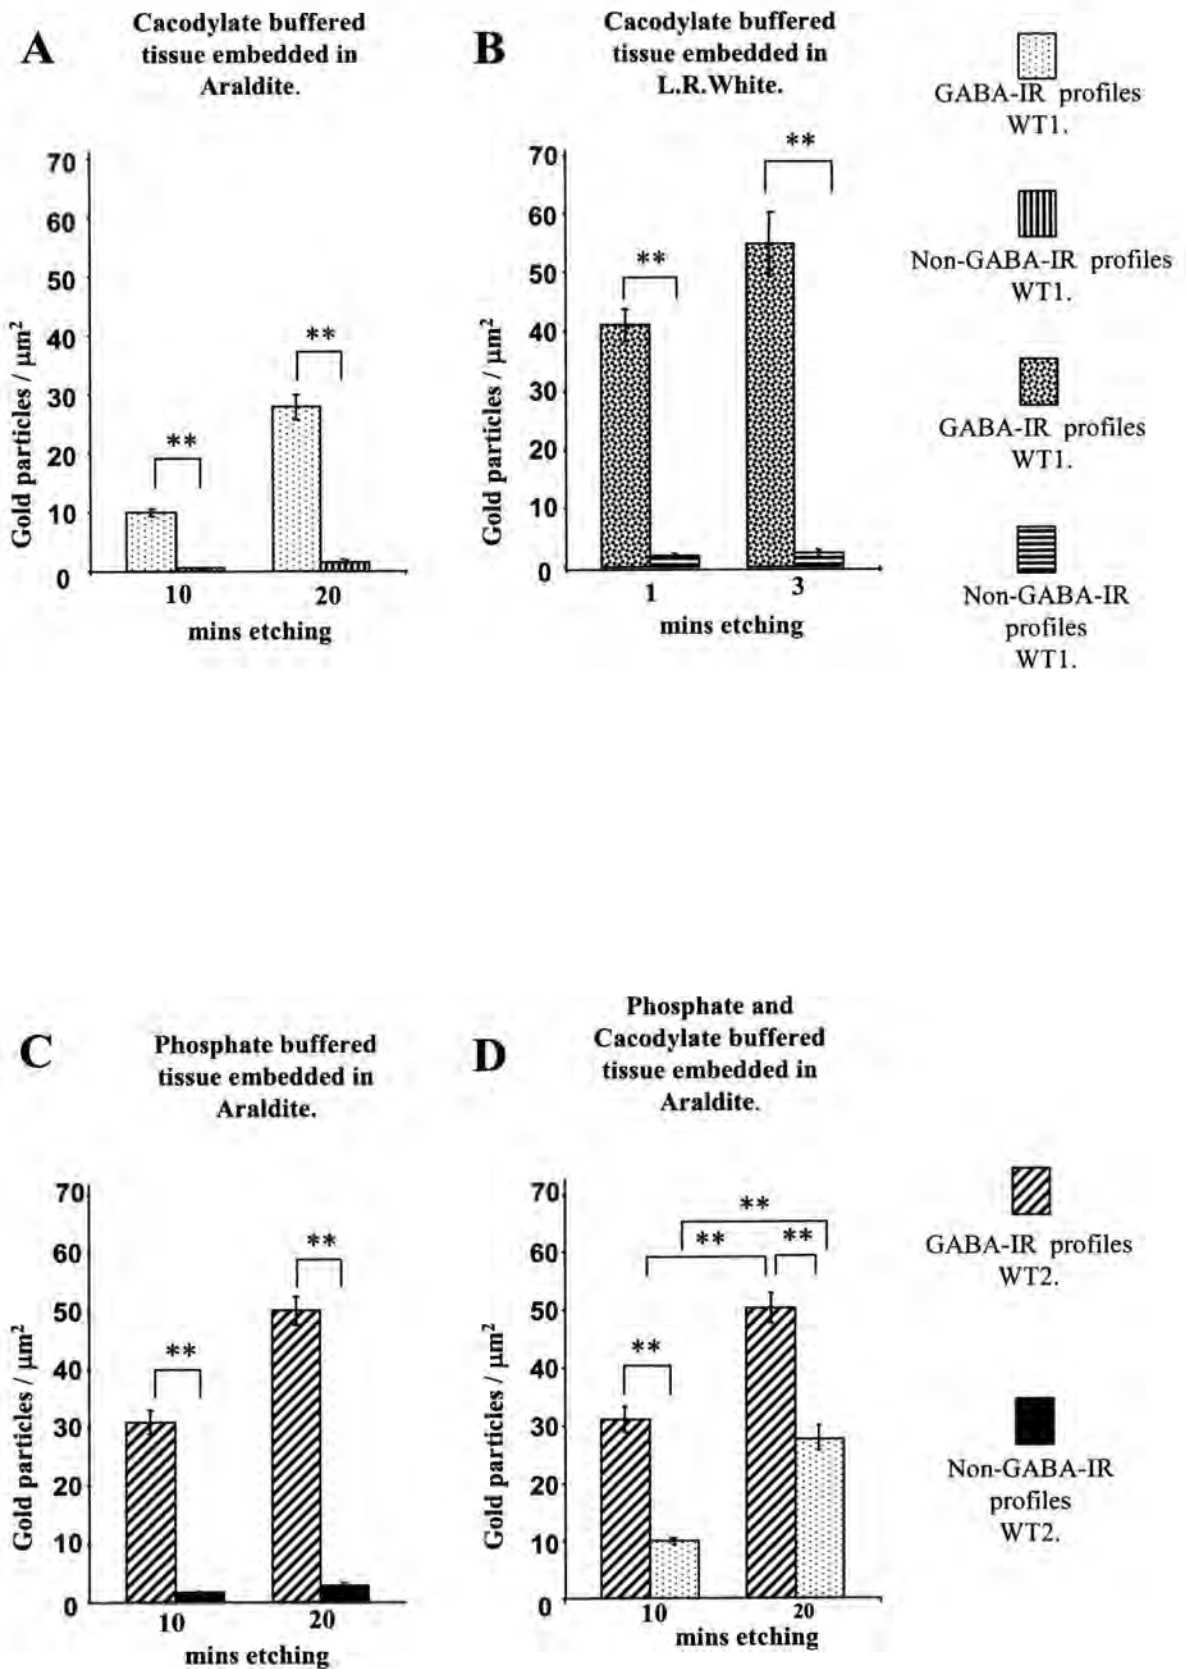 A
Cacodylate buffered
tissue embedded in
Araldite.
70
60
50
40
30
20
10
0
Gold particles / μm²
**
**
10
20
mins etching
B
Cacodylate buffered
tissue embedded in
L.R.White.
70
60
50
40
30
20
10
0
Gold particles / μm²
**
**
1
3
mins etching
GABA-IR profiles
WT1.
Non-GABA-IR profiles
WT1.
GABA-IR profiles
WT1.
Non-GABA-IR
profiles
WT1.
C
Phosphate buffered
tissue embedded in
Araldite.
70
60
50
40
30
20
10
0
Gold particles / μm²
**
**
10
20
mins etching
D
Phosphate and
Cacodylate buffered
tissue embedded in
Araldite.
70
60
50
40
30
20
10
0
Gold particles / μm²
**
** **
**
10
20
mins etching
GABA-IR profiles
WT2.
Non-GABA-IR
profiles
WT2.